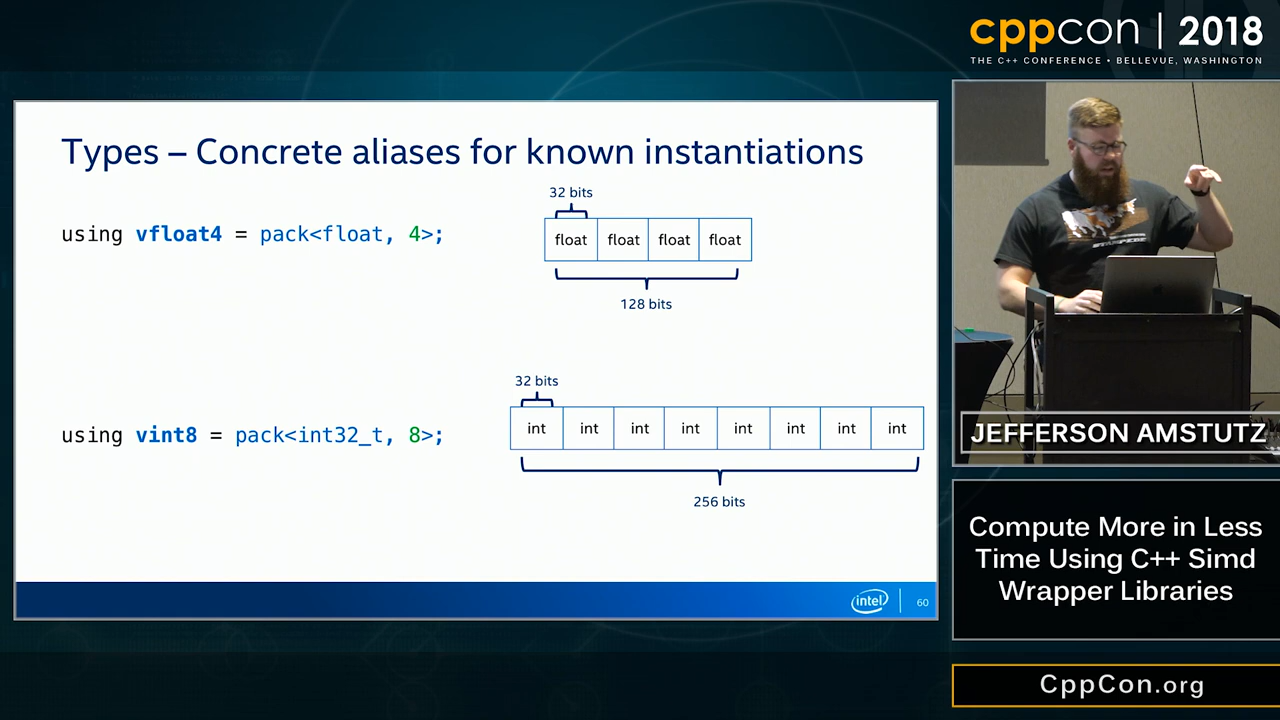 cppcon | 2018
THE C++ CONFERENCE • BELLEVUE, WASHINGTON
Types – Concrete aliases for known instantiations
32 bits
using vfloat4 = pack<float, 4>;
float float float float
128 bits
32 bits
using vint8 = pack<int32_t, 8>;
int int int int int int int int
256 bits
intel
60
JEFFERSON AMSTUTZ
Compute More in Less
Time Using C++ Simd
Wrapper Libraries
CppCon.org